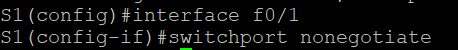 S1(config)#interface f0/1
S1(config-if)#switchport nonegotiate